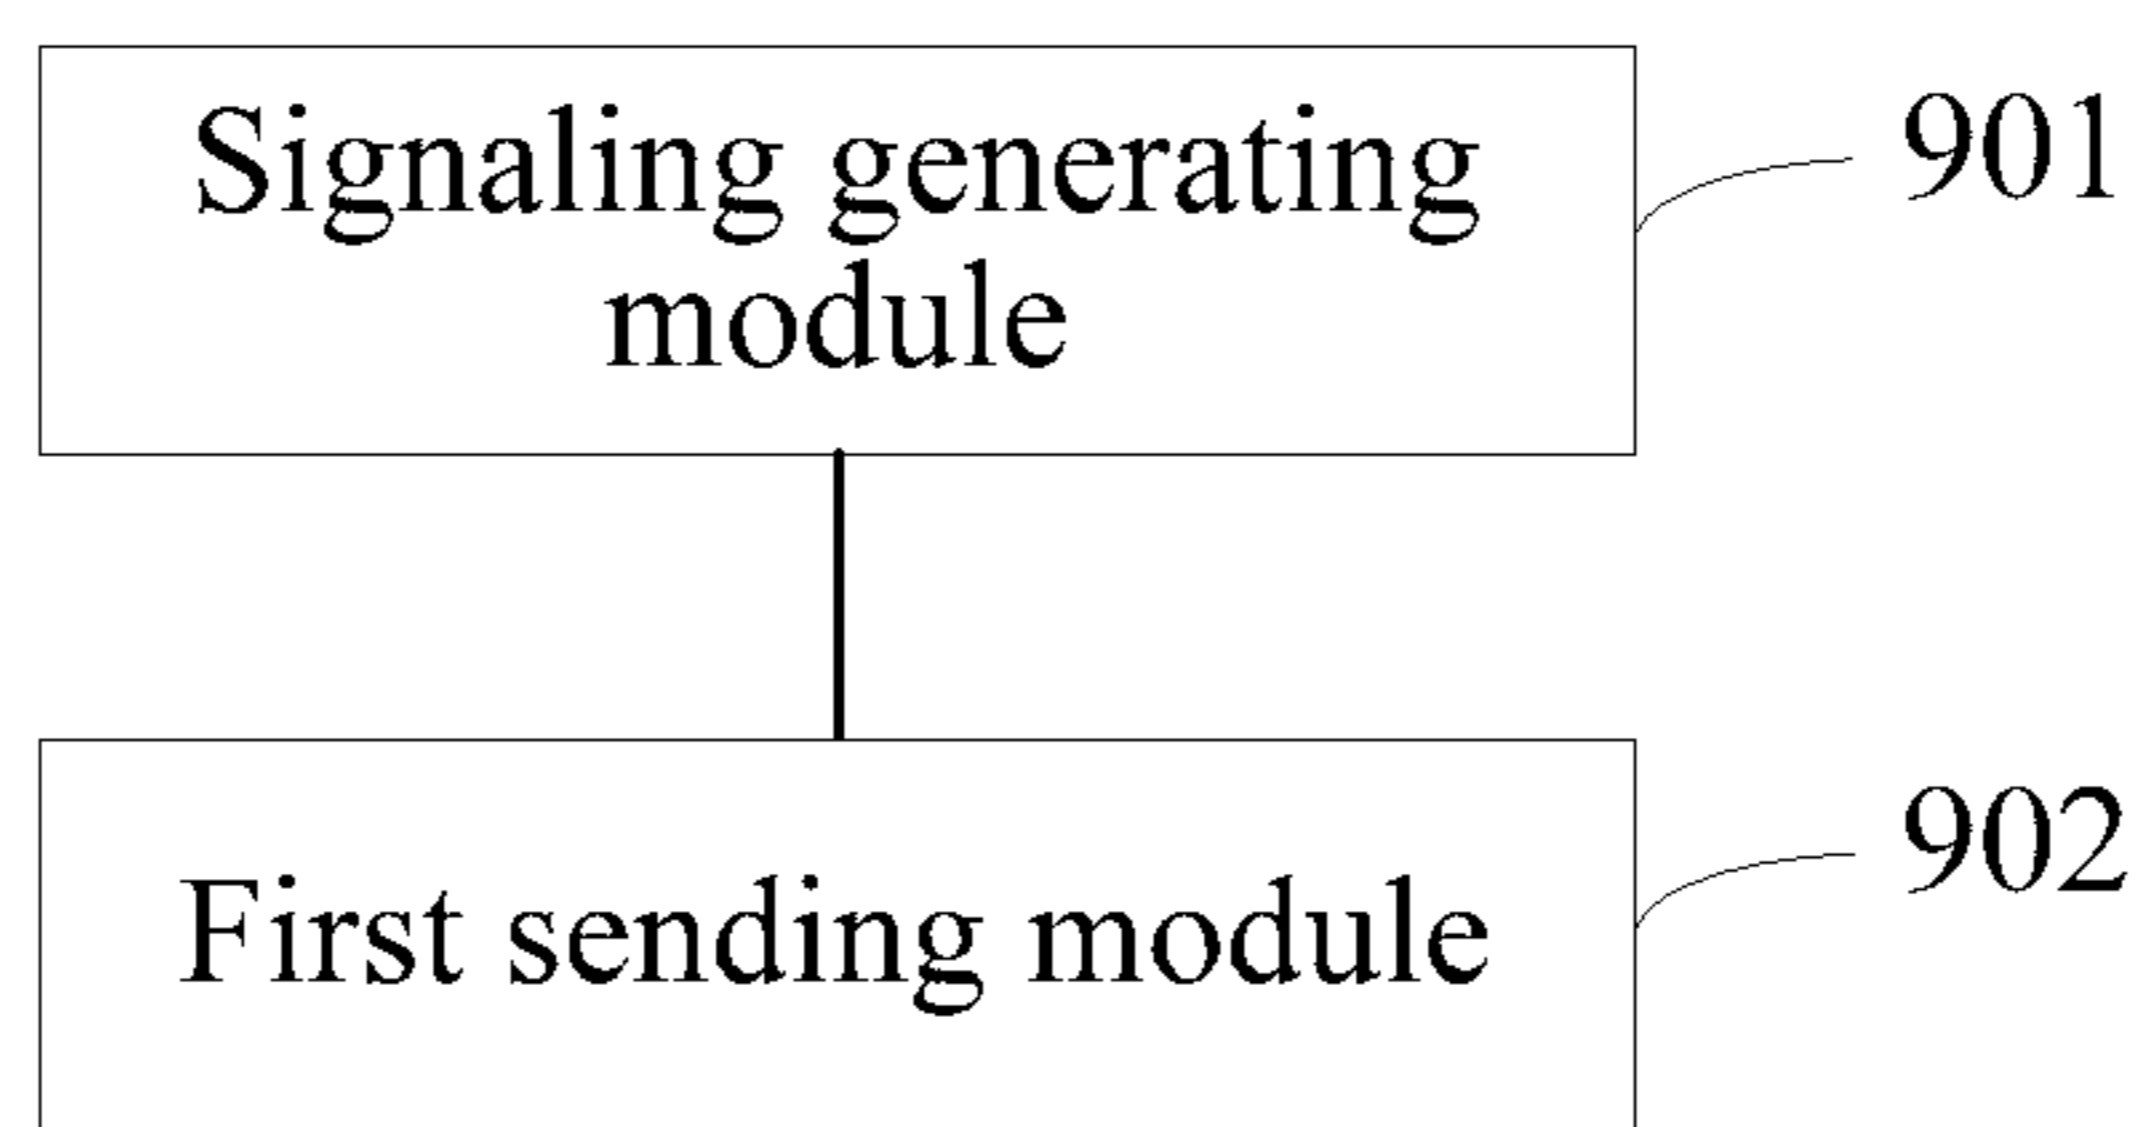 Signaling generating
module
901
First sending module
902